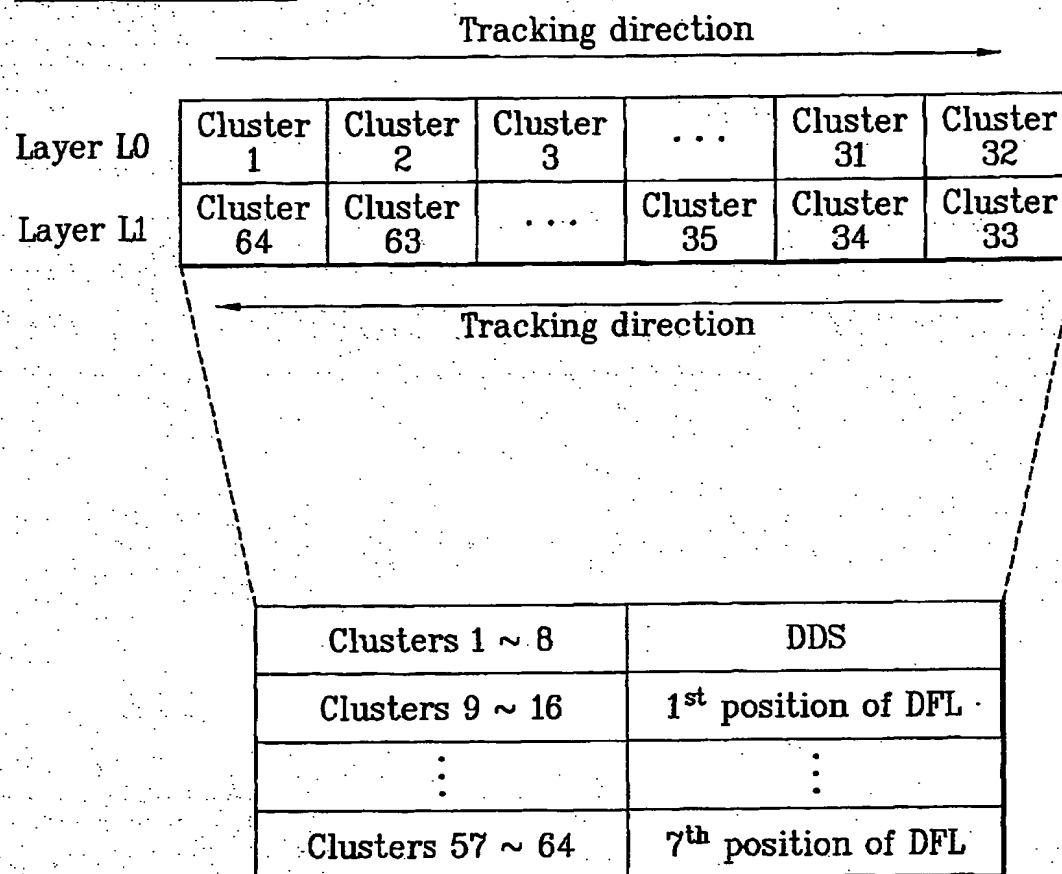 Tracking direction
Layer L0
Cluster 1
Cluster 2
Cluster 3
...
Cluster 31
Cluster 32
Layer L1
Cluster 64
Cluster 63
...
Cluster 35
Cluster 34
Cluster 33
Tracking direction
Clusters 1 ~ 8
DDS
Clusters 9 ~ 16
1st position of DFL
Clusters 57 ~ 64
7th position of DFL